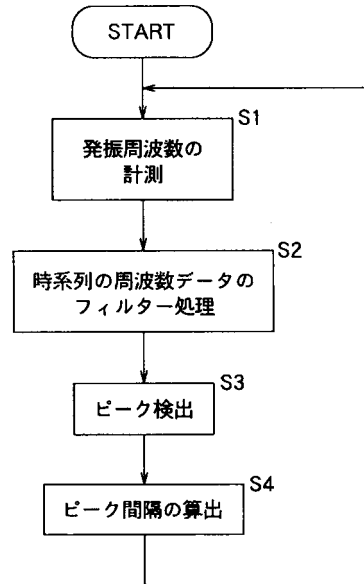 START
S1
発振周波数の
計測
S2
時系列の周波数データの
フィルター処理
S3
ピーク検出
S4
ピーク間隔の算出